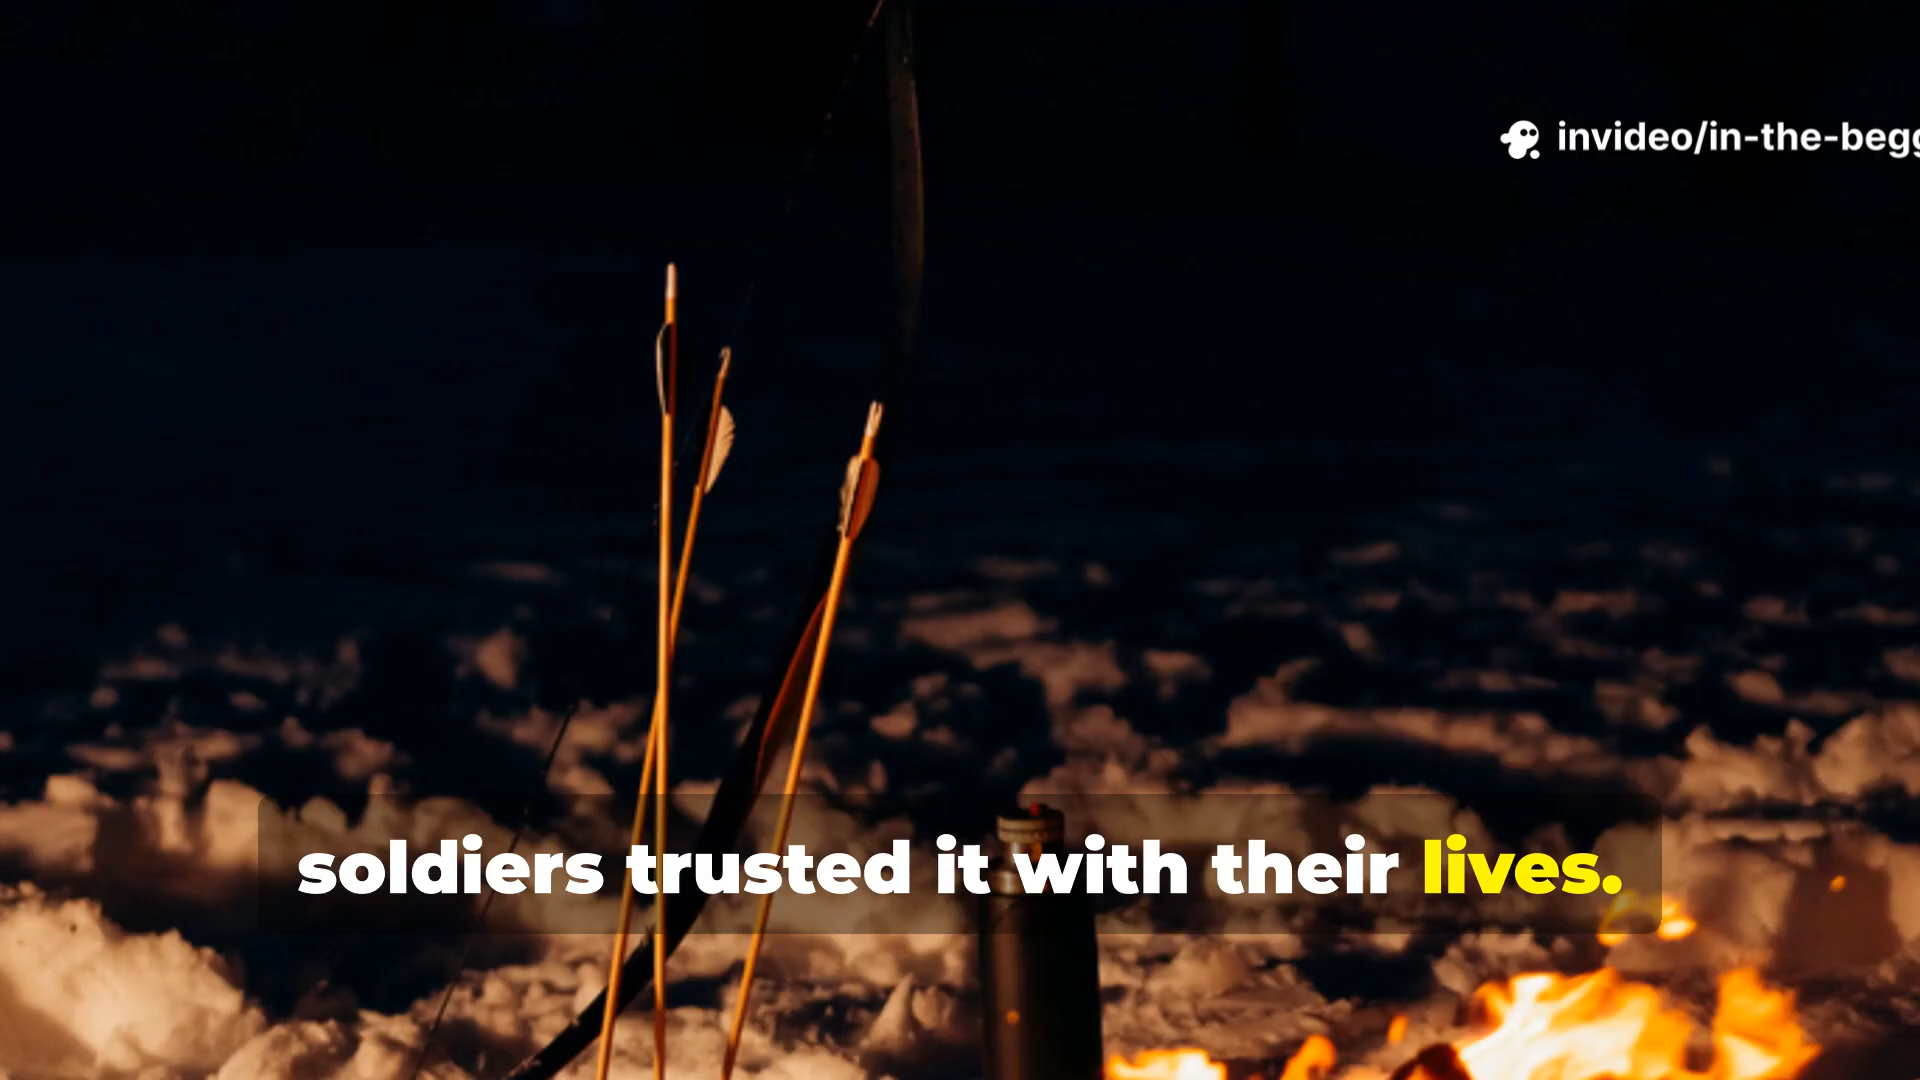 invideo/in-the-begg
soldiers trusted it with their lives.